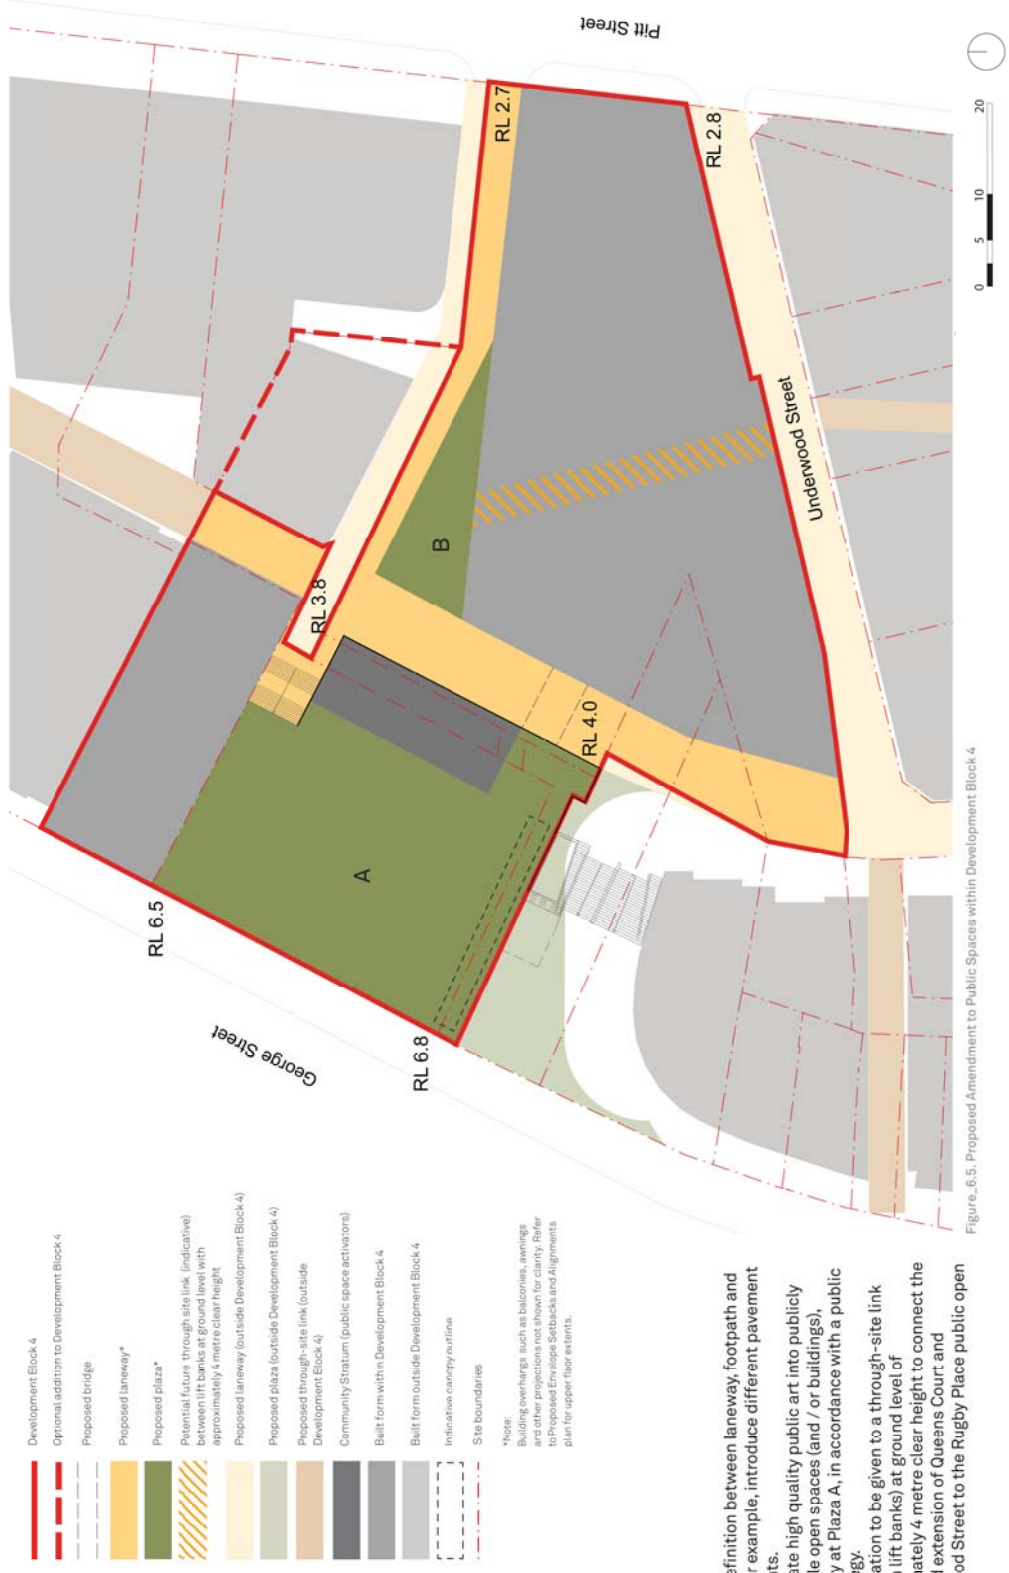 Pitt Street
RL 2.7
RL 2.8
20
10
5
0
Underwood Street
B
RL 3.8
RL 4.0
A
RL 6.5
George Street
RL 6.8
Figure_6.5. Proposed Amendment to Public Spaces within Development Block 4
Development Block 4
Optional addition to Development Block 4
Proposed bridge
Proposed laneway*
Proposed plaza*
Potential future through site link (indicative)
between lift banks at ground level with
approximately 4 metre clear height
Proposed laneway (outside Development Block 4)
Proposed plaza (outside Development Block 4)
Proposed through-site link (outside
Development Block 4)
Community Stratum (public space activators)
Built form within Development Block 4
Built form outside Development Block 4
Indicative canopy outline
Site boundaries
*Note:
Building overhangs such as balconies, awnings
and other projections not shown for clarity. Refer
to Proposed Envelope Setbacks and Alignments
plan for upper floor extents.
efinition between laneway, footpath and
r example, introduce different pavement
nts.
ate high quality public art into publicly
le open spaces (and / or buildings),
y at Plaza A, in accordance with a public
egy.
ation to be given to a through-site link
n lift banks) at ground level of
nately 4 metre clear height to connect the
d extension of Queens Court and
od Street to the Rugby Place public open